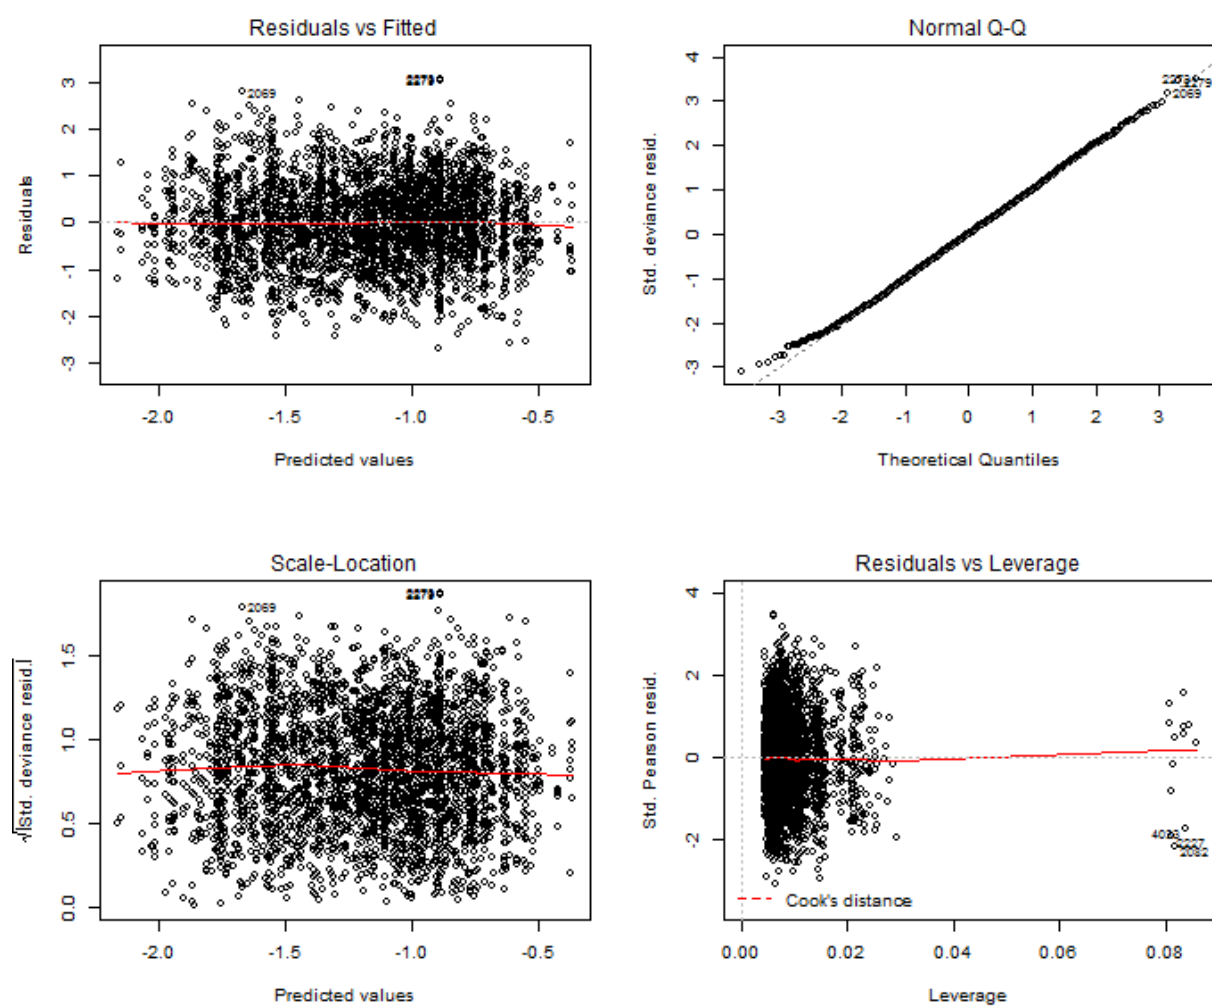 Residuals vs Fitted
3
2
1
0
-1
-2
-3
Residuals
2069
-2.0 -1.5 -1.0 -0.5
Predicted values
Normal Q-Q
4
3
2
1
0
-1
-2
-3
Std. deviance resid.
2279
2069
-3 -2 -1 0 1 2 3
Theoretical Quantiles
Scale-Location
1.5
1.0
0.5
0.0
√|Std. deviance resid.|
2069
-2.0 -1.5 -1.0 -0.5
Predicted values
Residuals vs Leverage
4
2
0
-2
Std. Pearson resid.
2082
Cook's distance
0.00 0.02 0.04 0.06 0.08
Leverage